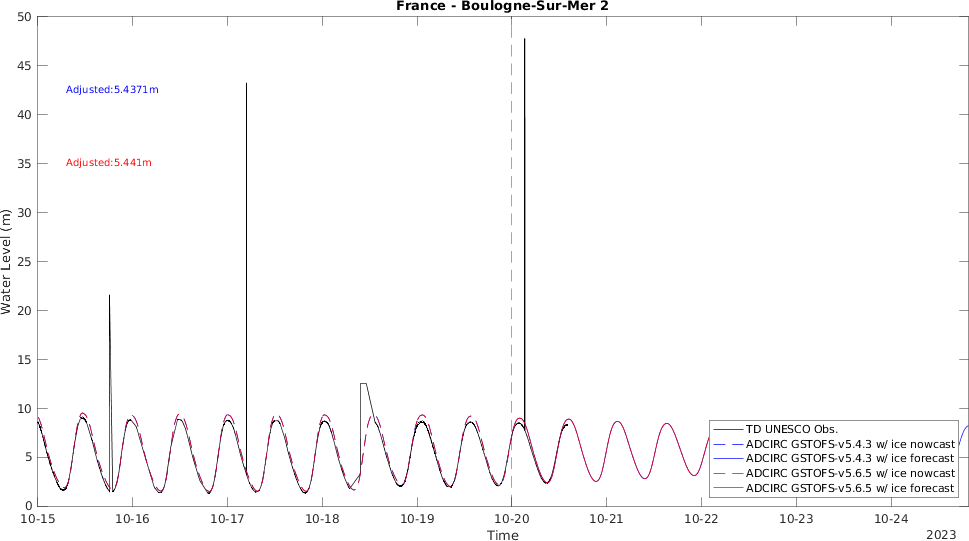 France - Boulogne-Sur-Mer 2
50
45
40
35
30
25
20
15
10
5
0
Water Level (m)
Adjusted:5.4371m
Adjusted:5.441m
TD UNESCO Obs.
ADCIRC GSTOFS-v5.4.3 w/ ice nowcast
ADCIRC GSTOFS-v5.4.3 w/ ice forecast
ADCIRC GSTOFS-v5.6.5 w/ ice nowcast
ADCIRC GSTOFS-v5.6.5 w/ ice forecast
10-15 10-16 10-17 10-18 10-19 10-20 10-21 10-22 10-23 10-24
Time
2023